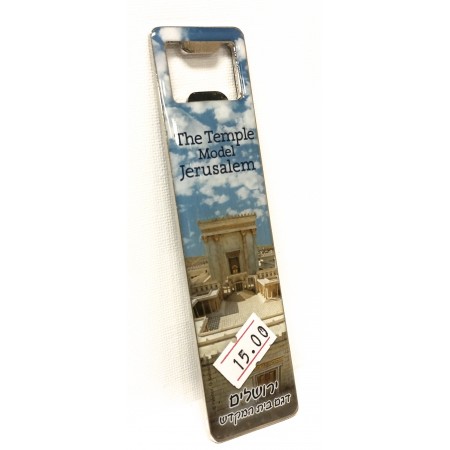 The Temple
Model
Jerusalem
15.00
ירושלים
דגם בית המקדש